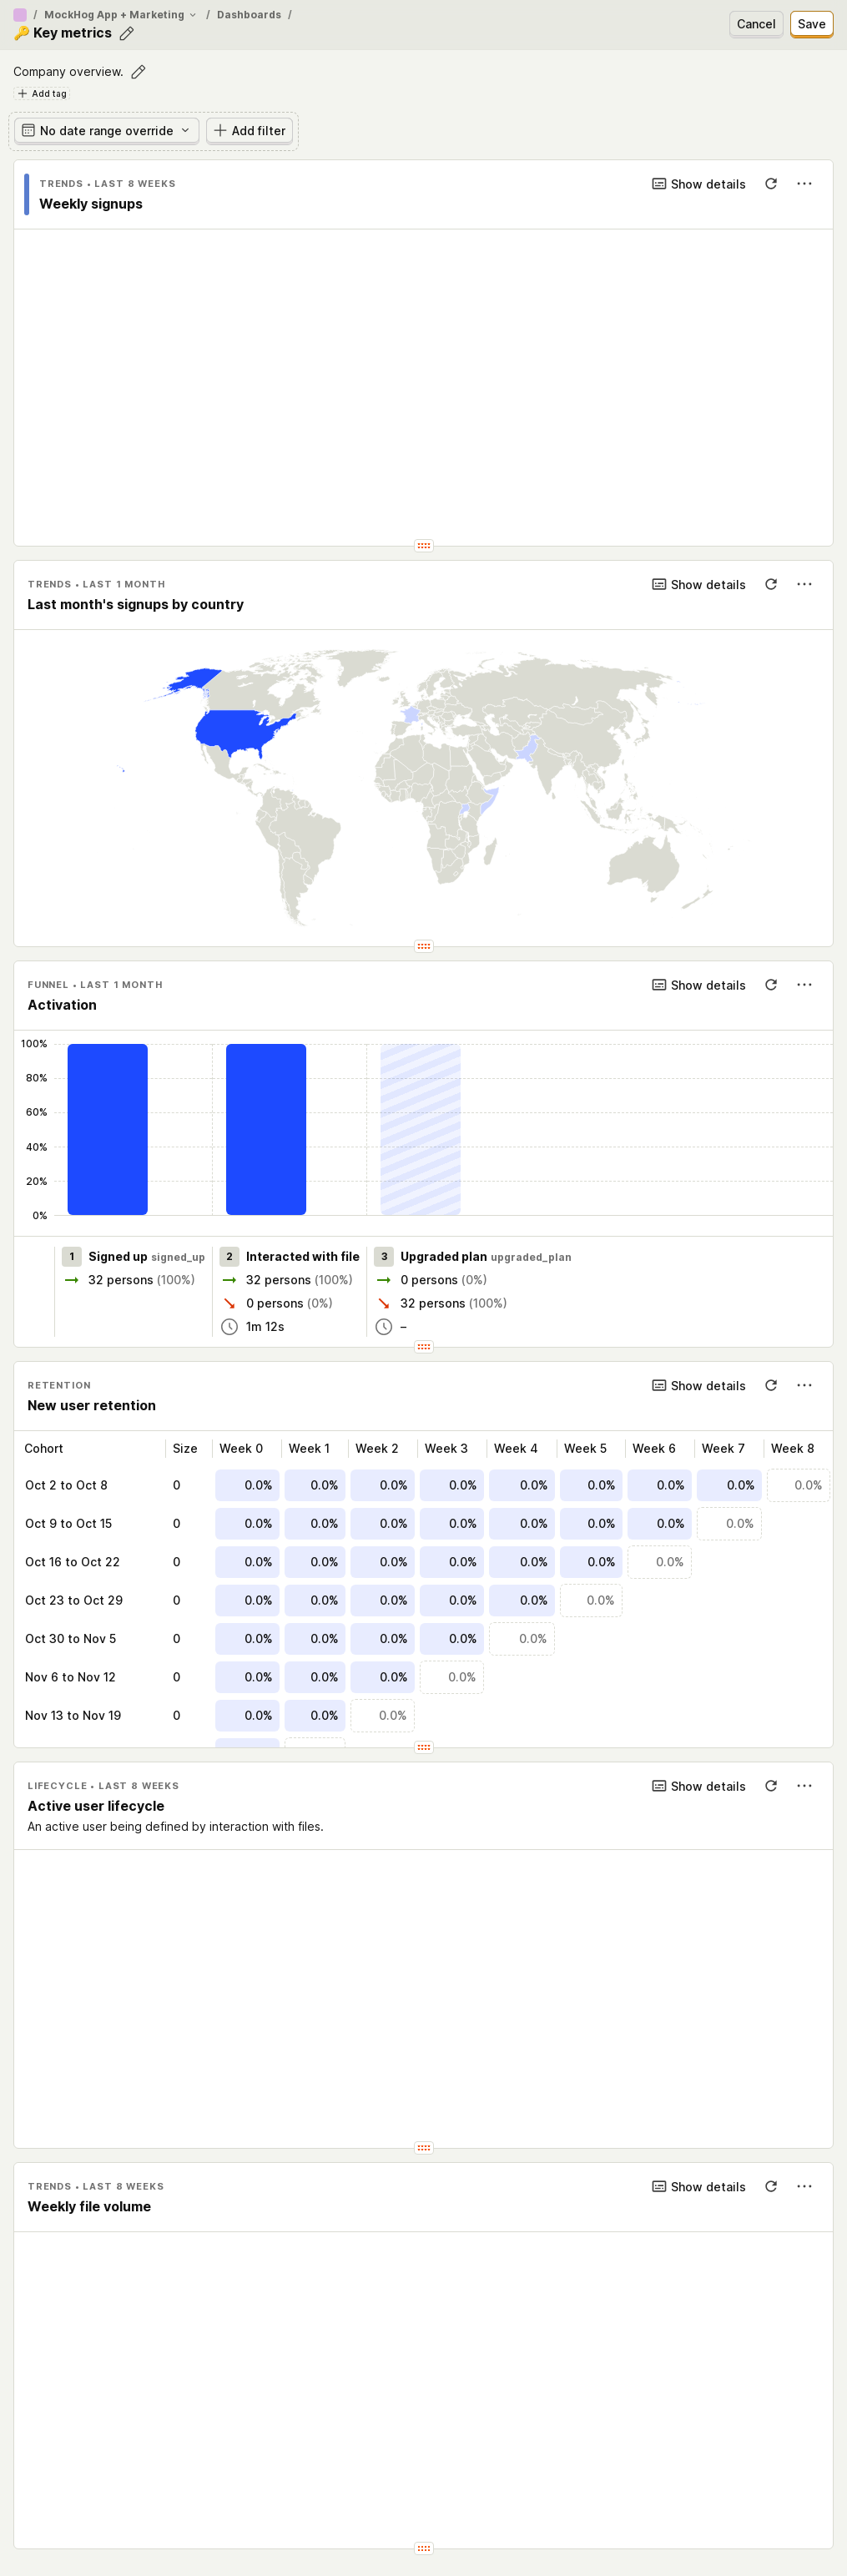 / MockHog App + Marketing / Dashboards /
🔑 Key metrics
Cancel
Save
Company overview.
Add tag
No date range override
Add filter
TRENDS • LAST 8 WEEKS
Show details
Weekly signups
TRENDS • LAST 1 MONTH
Show details
Last month's signups by country
FUNNEL • LAST 1 MONTH
Show details
Activation
100%
80%
60%
40%
20%
0%
1 Signed up signed_up
32 persons (100%)
2 Interacted with file
32 persons (100%)
0 persons (0%)
1m 12s
3 Upgraded plan upgraded_plan
0 persons (0%)
32 persons (100%)
–
RETENTION
Show details
New user retention
Cohort Size Week 0 Week 1 Week 2 Week 3 Week 4 Week 5 Week 6 Week 7 Week 8
Oct 2 to Oct 8 0 0.0% 0.0% 0.0% 0.0% 0.0% 0.0% 0.0% 0.0% 0.0%
Oct 9 to Oct 15 0 0.0% 0.0% 0.0% 0.0% 0.0% 0.0% 0.0% 0.0%
Oct 16 to Oct 22 0 0.0% 0.0% 0.0% 0.0% 0.0% 0.0% 0.0%
Oct 23 to Oct 29 0 0.0% 0.0% 0.0% 0.0% 0.0% 0.0%
Oct 30 to Nov 5 0 0.0% 0.0% 0.0% 0.0% 0.0%
Nov 6 to Nov 12 0 0.0% 0.0% 0.0% 0.0%
Nov 13 to Nov 19 0 0.0% 0.0% 0.0%
LIFECYCLE • LAST 8 WEEKS
Show details
Active user lifecycle
An active user being defined by interaction with files.
TRENDS • LAST 8 WEEKS
Show details
Weekly file volume